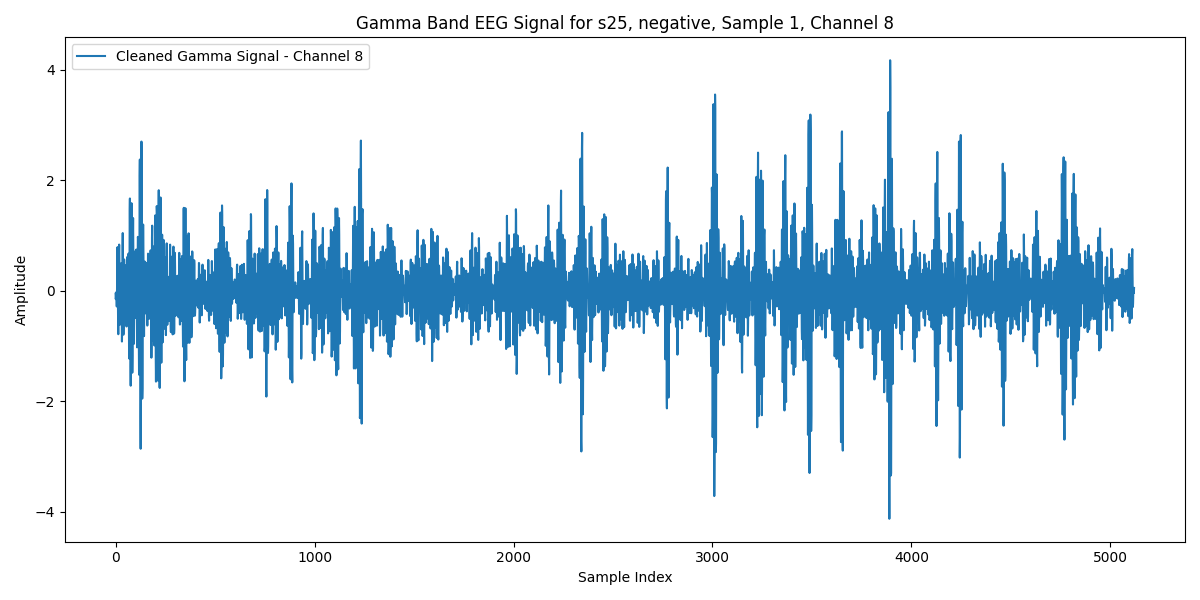 Gamma Band EEG Signal for s25, negative, Sample 1, Channel 8
Cleaned Gamma Signal - Channel 8
4
2
0
−2
−4
Amplitude
0 1000 2000 3000 4000 5000
Sample Index